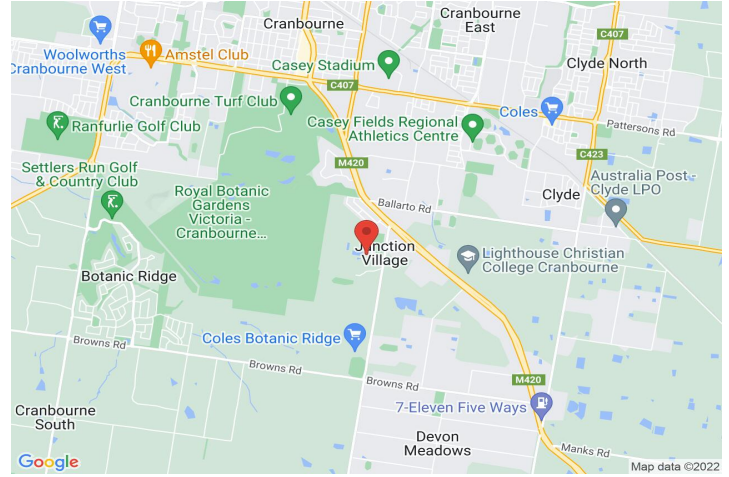 Cranbourne
Cranbourne
East
C407
Woolworths
Cranbourne West
Amstel Club
Casey Stadium
Clyde North
C407
Cranbourne Turf Club
Coles
Casey Fields Regional
Athletics Centre
Pattersons Rd
Ranfurlie Golf Club
C423
M420
Settlers Run Golf
& Country Club
Australia Post -
Clyde LPO
Royal Botanic
Gardens
Victoria -
Cranbourne...
Clyde
Ballarto Rd
Junction
Village
Lighthouse Christian
College Cranbourne
Botanic Ridge
Coles Botanic Ridge
Browns Rd
Browns Rd
Browns Rd
M420
7-Eleven Five Ways
Cranbourne
South
Devon
Meadows
Manks Rd
Google
Map data ©2022